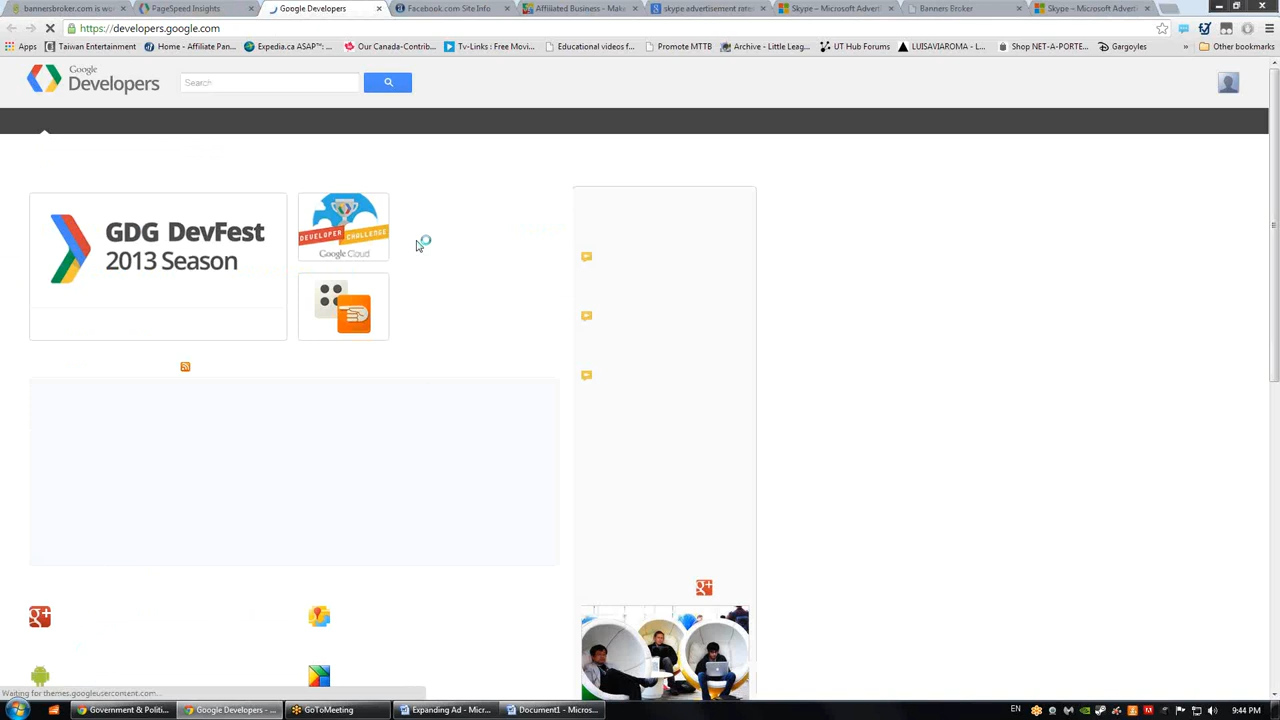 bannersbroker.com is wor
PageSpeed Insights
Google Developers
Facebook.com Site Info
Affiliated Business - Make
skype advertisement rate
Skype – Microsoft Adverti
Banners Broker
Skype – Microsoft Adverti
https://developers.google.com
Apps
Taiwan Entertainment
Home - Affiliate Pan...
Expedia.ca ASAP™: ...
Our Canada-Contrib...
Tv-Links : Free Movi...
Educational videos f...
Promote MTTB
Archive - Little Leag...
UT Hub Forums
LUISAVIAROMA - L...
Shop NET-A-PORTE...
Gargoyles
»
Other bookmarks
Google
Developers
Search
GDG DevFest
2013 Season
DEVELOPER CHALLENGE
Google Cloud
g+
g+
Waiting for themes.googleusercontent.com...
Government & Politi...
Google Developers - ...
GoToMeeting
Expanding Ad - Micr...
Document1 - Micros...
EN
9:44 PM